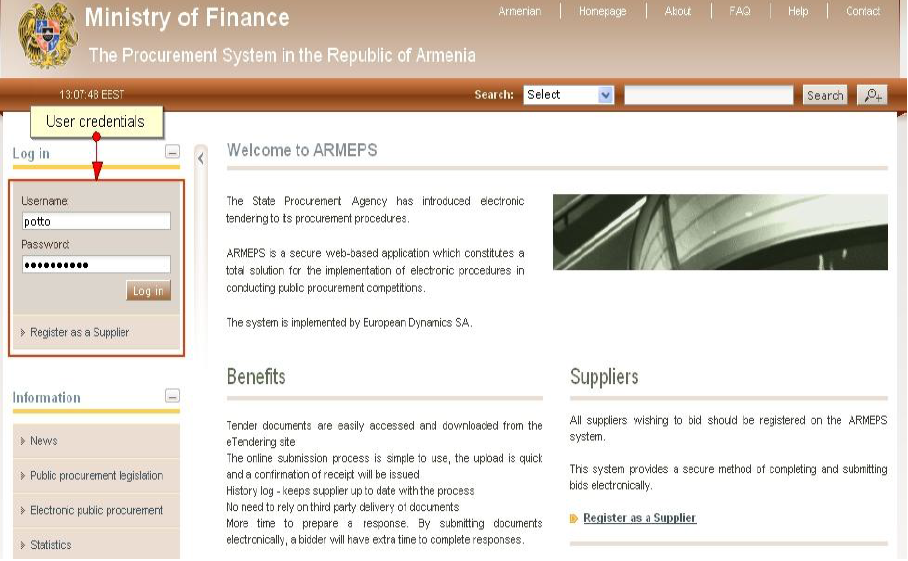 Ministry of Finance
Armenian | Homepage | About | FAQ | Help | Contact
The Procurement System in the Republic of Armenia
13:07:48 EEST
Search: Select Search
User credentials
Log in
Username:
potto
Password:
●●●●●●●●●●
Log in
Register as a Supplier
Information
News
Public procurement legislation
Electronic public procurement
Statistics
Welcome to ARMEPS
The State Procurement Agency has introduced electronic
tendering to its procurement procedures.
ARMEPS is a secure web-based application which constitutes a
total solution for the implementation of electronic procedures in
conducting public procurement competitions.
The system is implemented by European Dynamics SA.
Benefits
Tender documents are easily accessed and downloaded from the
eTendering site
The online submission process is simple to use, the upload is quick
and a confirmation of receipt will be issued
History log - keeps supplier up to date with the process
No need to rely on third party delivery of documents
More time to prepare a response. By submitting documents
electronically, a bidder will have extra time to complete responses.
Suppliers
All suppliers wishing to bid should be registered on the ARMEPS
system.
This system provides a secure method of completing and submitting
bids electronically.
Register as a Supplier